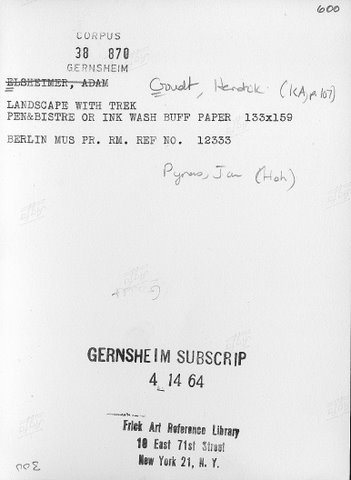 600
CORPUS
38 870
GERNSHEIM
ELSHEIMER, ADAM Goudt, Hendrik (KA, p 107)
LANDSCAPE WITH TREK
PEN&BISTRE OR INK WASH BUFF PAPER 133x159
BERLIN MUS PR. RM. REF NO. 12333
Pynas, Jan (Hoh)
GERNSHEIM SUBSCRIP
4 14 64
Frick Art Reference Library
10 East 71st Street
New York 21, N. Y.